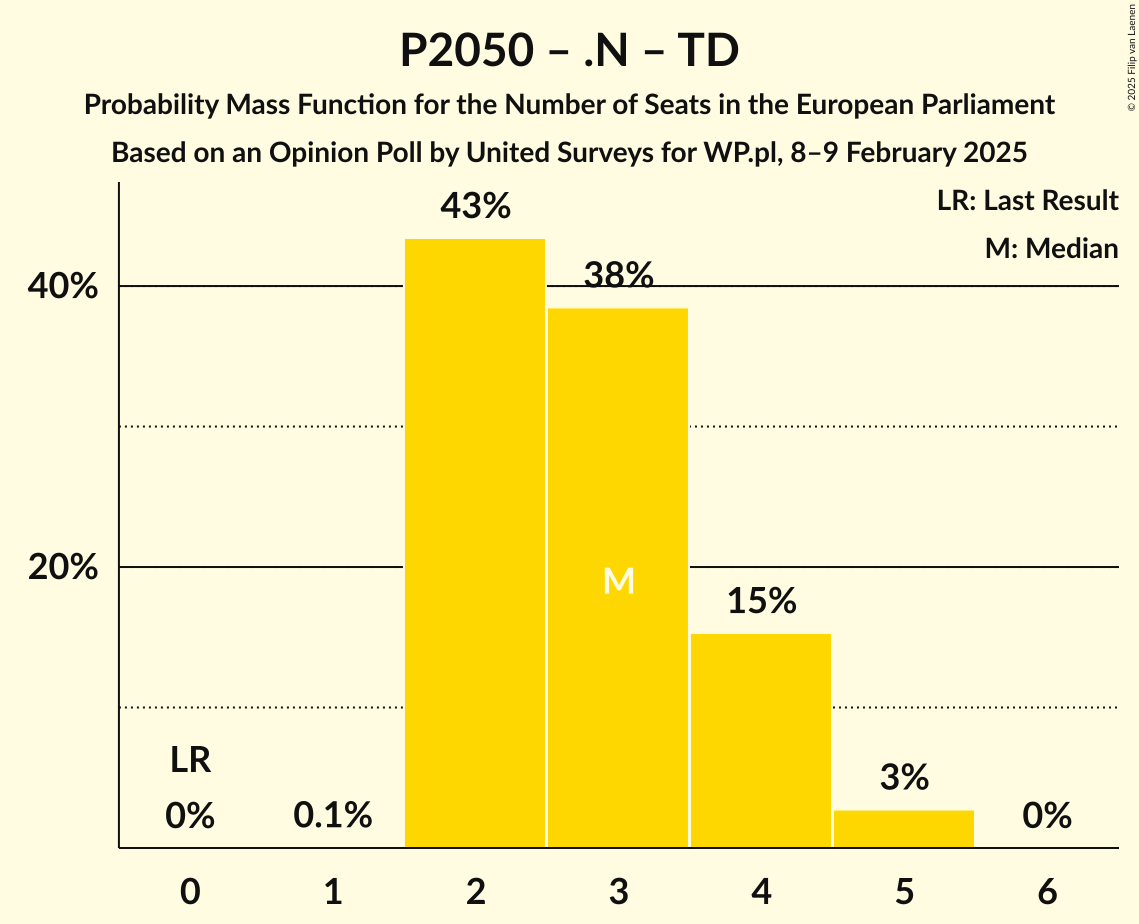 P2050 – .N – TD
Probability Mass Function for the Number of Seats in the European Parliament
Based on an Opinion Poll by United Surveys for WP.pl, 8–9 February 2025
© 2025 Filip van Laenen
LR: Last Result
M: Median
43%
38%
40%
20%
M
15%
LR
0%
0.1%
3%
0%
0 1 2 3 4 5 6